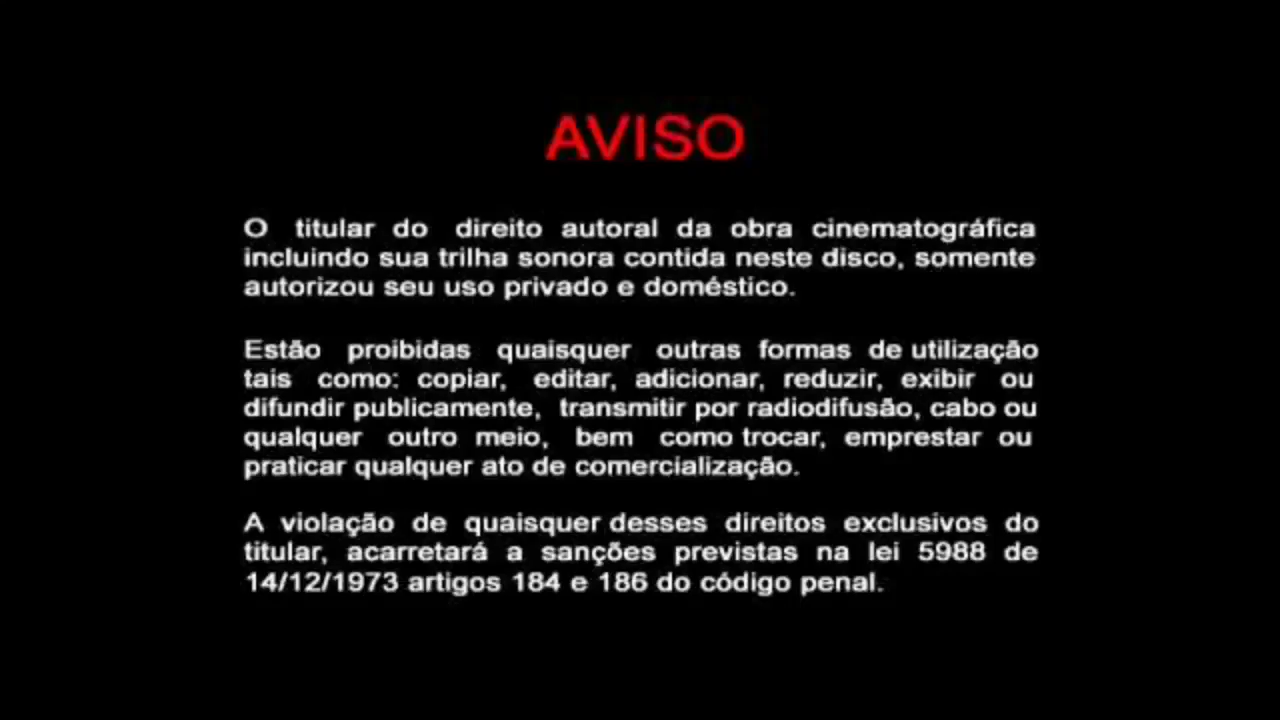 AVISO
O titular do direito autoral da obra cinematográfica
incluindo sua trilha sonora contida neste disco, somente
autorizou seu uso privado e doméstico.
Estão proibidas quaisquer outras formas de utilização
tais como: copiar, editar, adicionar, reduzir, exibir ou
difundir publicamente, transmitir por radiodifusão, cabo ou
qualquer outro meio, bem como trocar, emprestar ou
praticar qualquer ato de comercialização.
A violação de quaisquer desses direitos exclusivos do
titular, acarretará a sanções previstas na lei 5988 de
14/12/1973 artigos 184 e 186 do código penal.